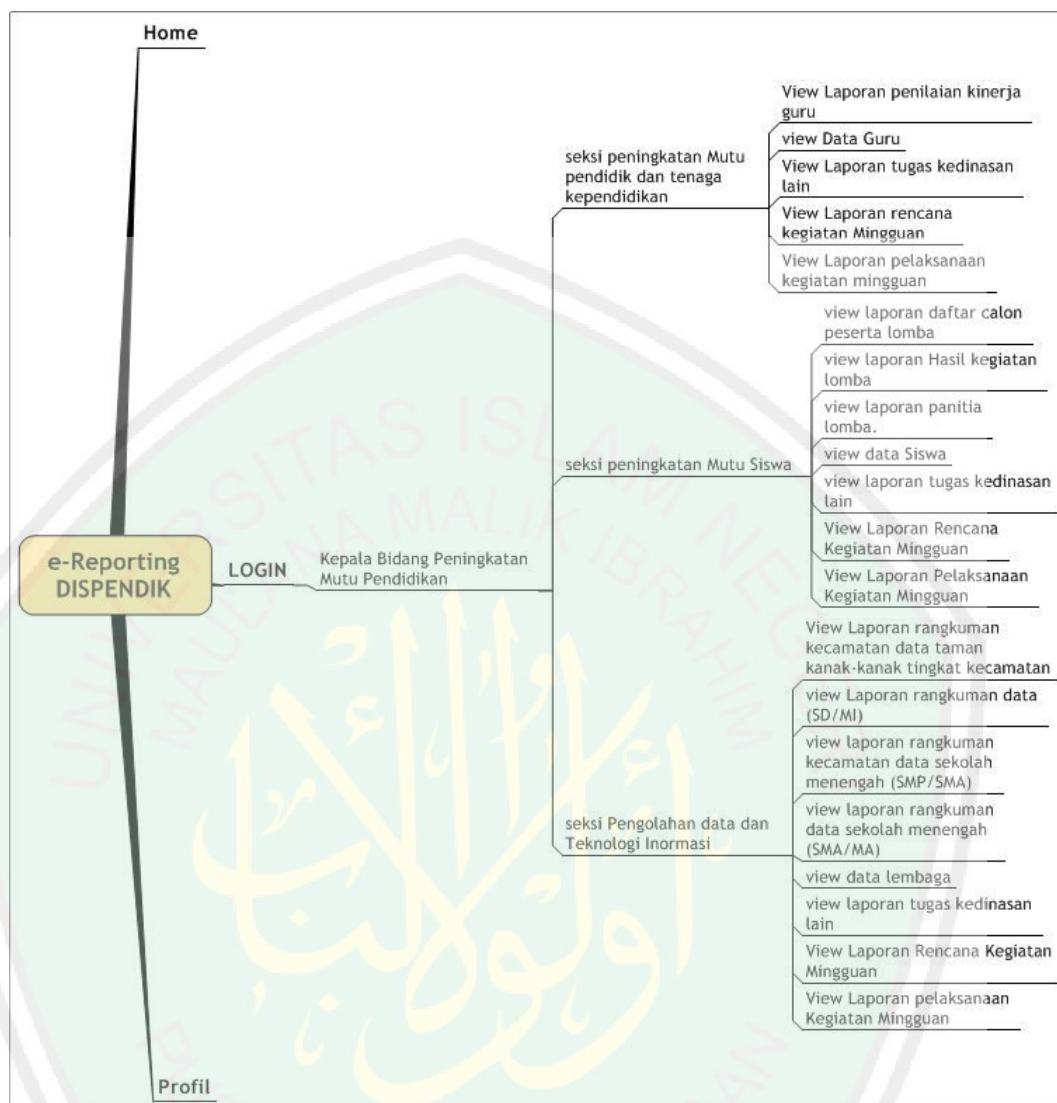 Home
e-Reporting
DISPENDIK
LOGIN
Kepala Bidang Peningkatan
Mutu Pendidikan
seksi peningkatan Mutu
pendidik dan tenaga
kependidikan
View Laporan penilaian kinerja
guru
view Data Guru
View Laporan tugas kedinasan
lain
View Laporan rencana
kegiatan Mingguan
View Laporan pelaksanaan
kegiatan mingguan
seksi peningkatan Mutu Siswa
view laporan daftar calon
peserta lomba
view laporan Hasil kegiatan
lomba
view laporan panitia
lomba.
view data Siswa
view laporan tugas kedinasan
lain
View Laporan Rencana
Kegiatan Mingguan
View Laporan Pelaksanaan
Kegiatan Mingguan
seksi Pengolahan data dan
Teknologi Inormasi
View Laporan rangkuman
kecamatan data taman
kanak-kanak tingkat kecamatan
view Laporan rangkuman data
(SD/MI)
view laporan rangkuman
kecamatan data sekolah
menengah (SMP/SMA)
view laporan rangkuman
data sekolah menengah
(SMA/MA)
view data lembaga
view laporan tugas kedinasan
lain
View Laporan Rencana Kegiatan
Mingguan
View Laporan pelaksanaan
Kegiatan Mingguan
Profil
UNIVERSITAS ISLAM NEGE
MAULANA MALIK IBRAHIM